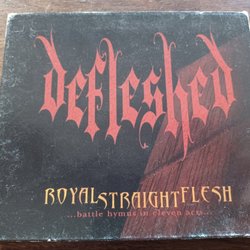 defleshed
ROYALSTRAIGHTFLESH
...battle hymns in eleven acts...